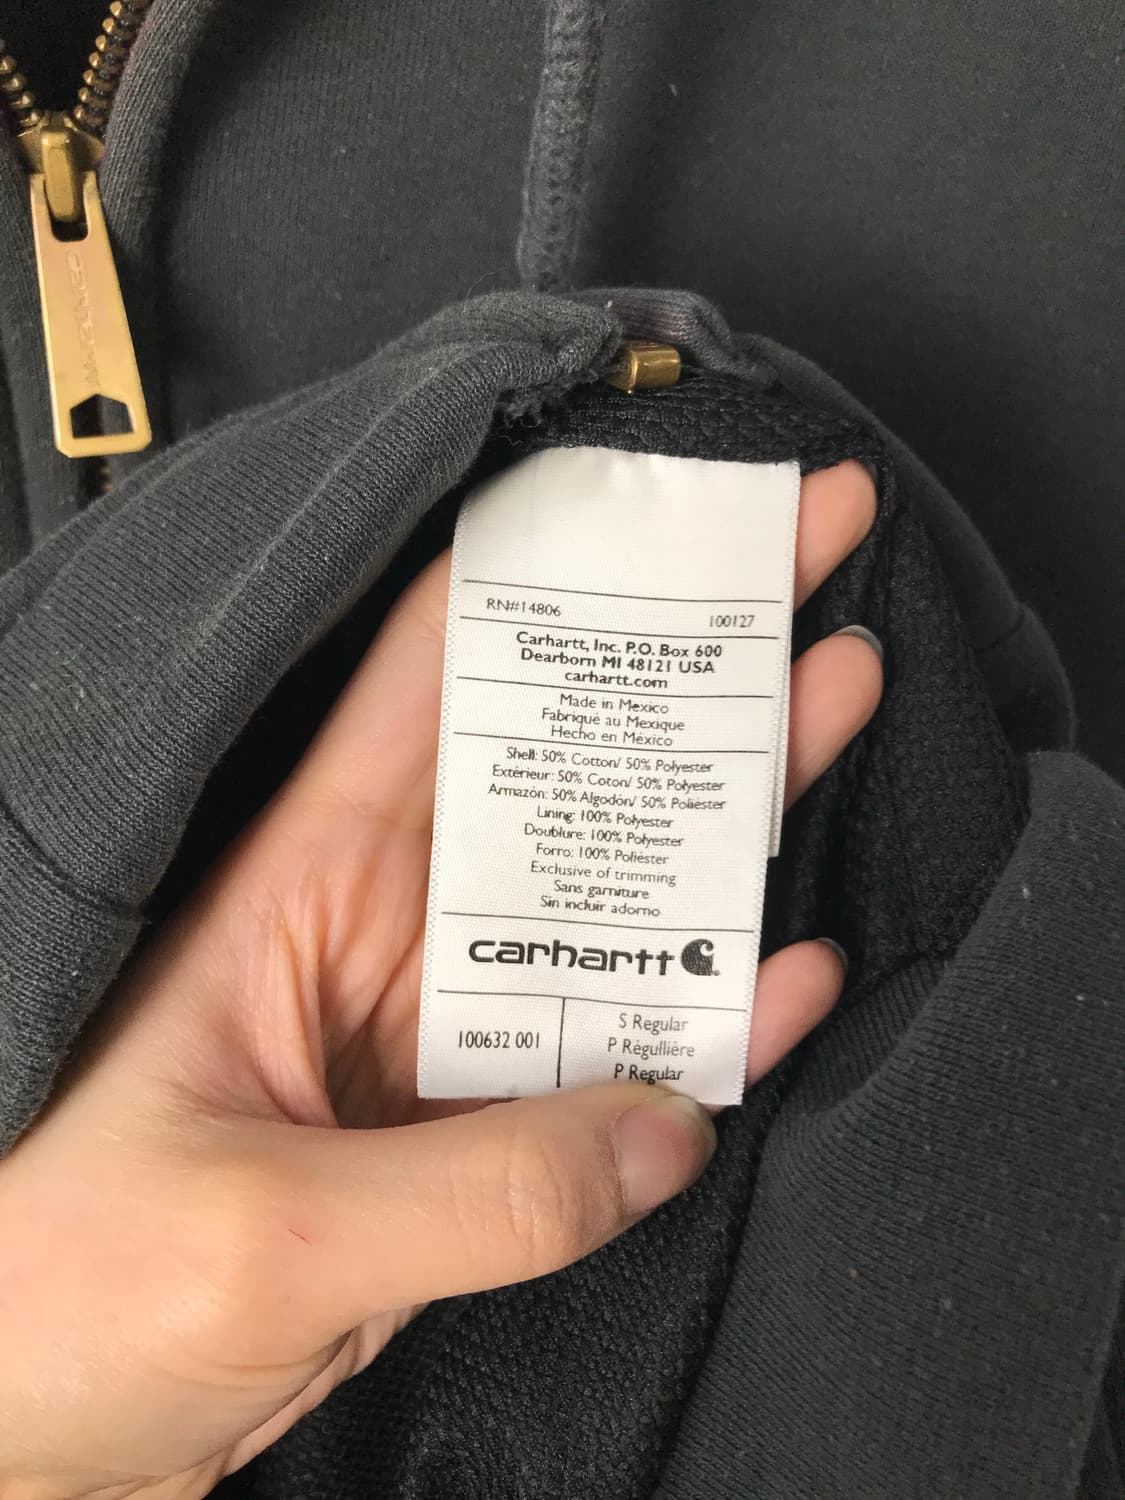 carhartt
RN#14806 100127
Carhartt, Inc. P.O. Box 600
Dearborn MI 48121 USA
carhartt.com
Made in Mexico
Fabriqué au Mexique
Hecho en México
Shell: 50% Cotton/ 50% Polyester
Extérieur: 50% Coton/ 50% Polyester
Armazón: 50% Algodón/ 50% Poliéster
Lining: 100% Polyester
Doublure: 100% Polyester
Forro: 100% Poliéster
Exclusive of trimming
Sans garniture
Sin incluir adorno
carhartt
100632 001
S Regular
P Régullière
P Regular